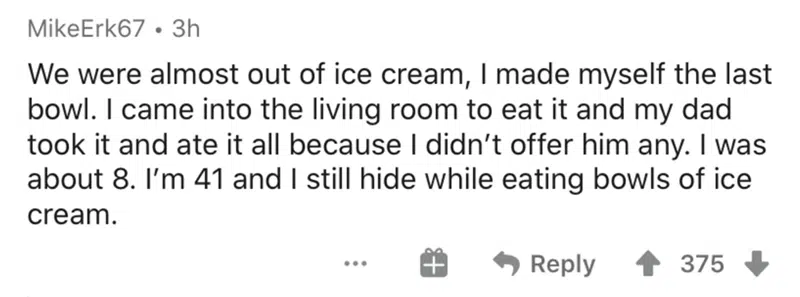 MikeErk67 • 3h
We were almost out of ice cream, I made myself the last
bowl. I came into the living room to eat it and my dad
took it and ate it all because I didn’t offer him any. I was
about 8. I’m 41 and I still hide while eating bowls of ice
cream.
Reply 375